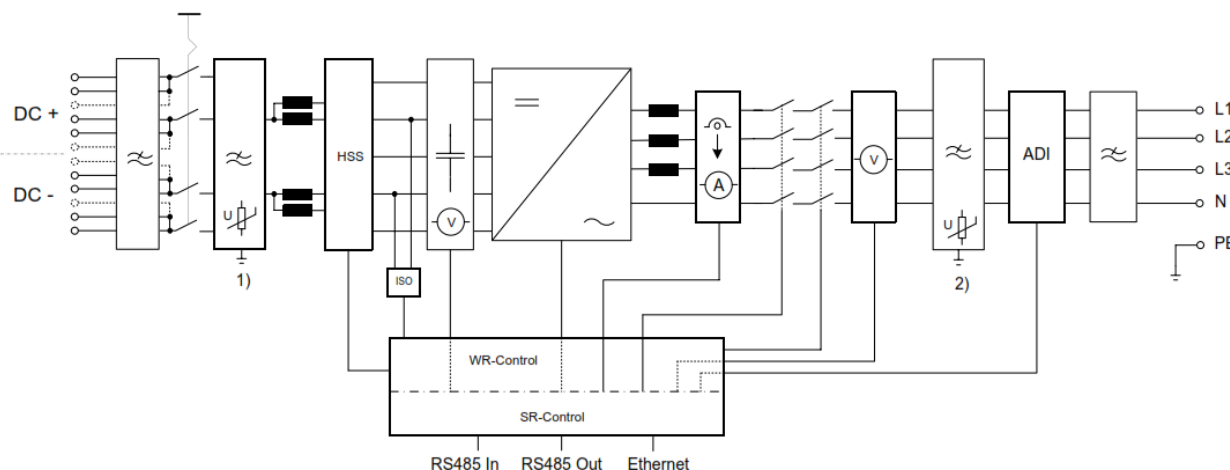 DC +
DC -
U
1)
HSS
ISO
V
A
V
U
2)
ADI
L1
L2
L3
N
PE
WR-Control
SR-Control
RS485 In
RS485 Out
Ethernet